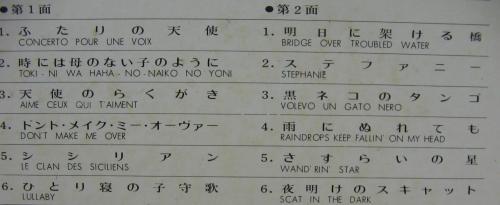 ● 第1面
1. ふたりの天使
CONCERTO POUR UNE VOIX
2. 時には母のない子のように
TOKI - NI WA HAHA - NO - NAIKO NO YONI
3. 天使のらくがき
AIME CEUX QUI T'AIMENT
4. ドント・メイク・ミー・オーヴァー
DON'T MAKE ME OVER
5. シシリアン
LE CLAN DES SICILIENS
6. ひとり寝の子守歌
LULLABY
● 第2面
1. 明日に架ける橋
BRIDGE OVER TROUBLED WATER
2. ステファニー
STEPHANIE
3. 黒ネコのタンゴ
VOLEVO UN GATO NERO
4. 雨にぬれても
RAINDROPS KEEP FALLIN' ON MY HEAD
5. さすらいの星
WAND' RIN' STAR
6. 夜明けのスキャット
SCAT IN THE DARK